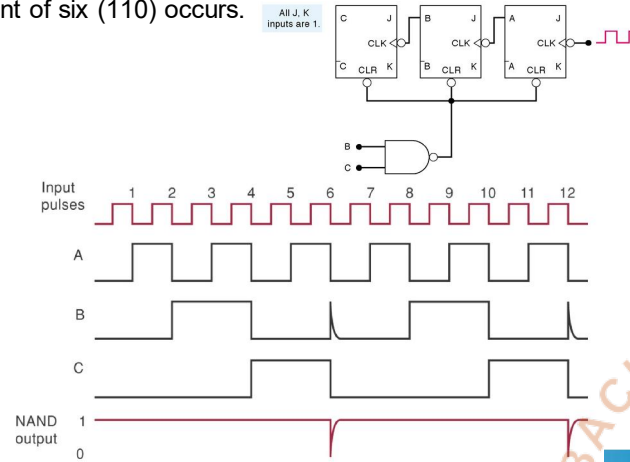 nt of six (110) occurs.
All J, K
inputs are 1.
C J B J A J
CLK CLK CLK
C̅ CLR K B̅ CLR K A̅ CLR K
B
C
Input
pulses
1 2 3 4 5 6 7 8 9 10 11 12
A
B
C
NAND
output
1
0
BACK